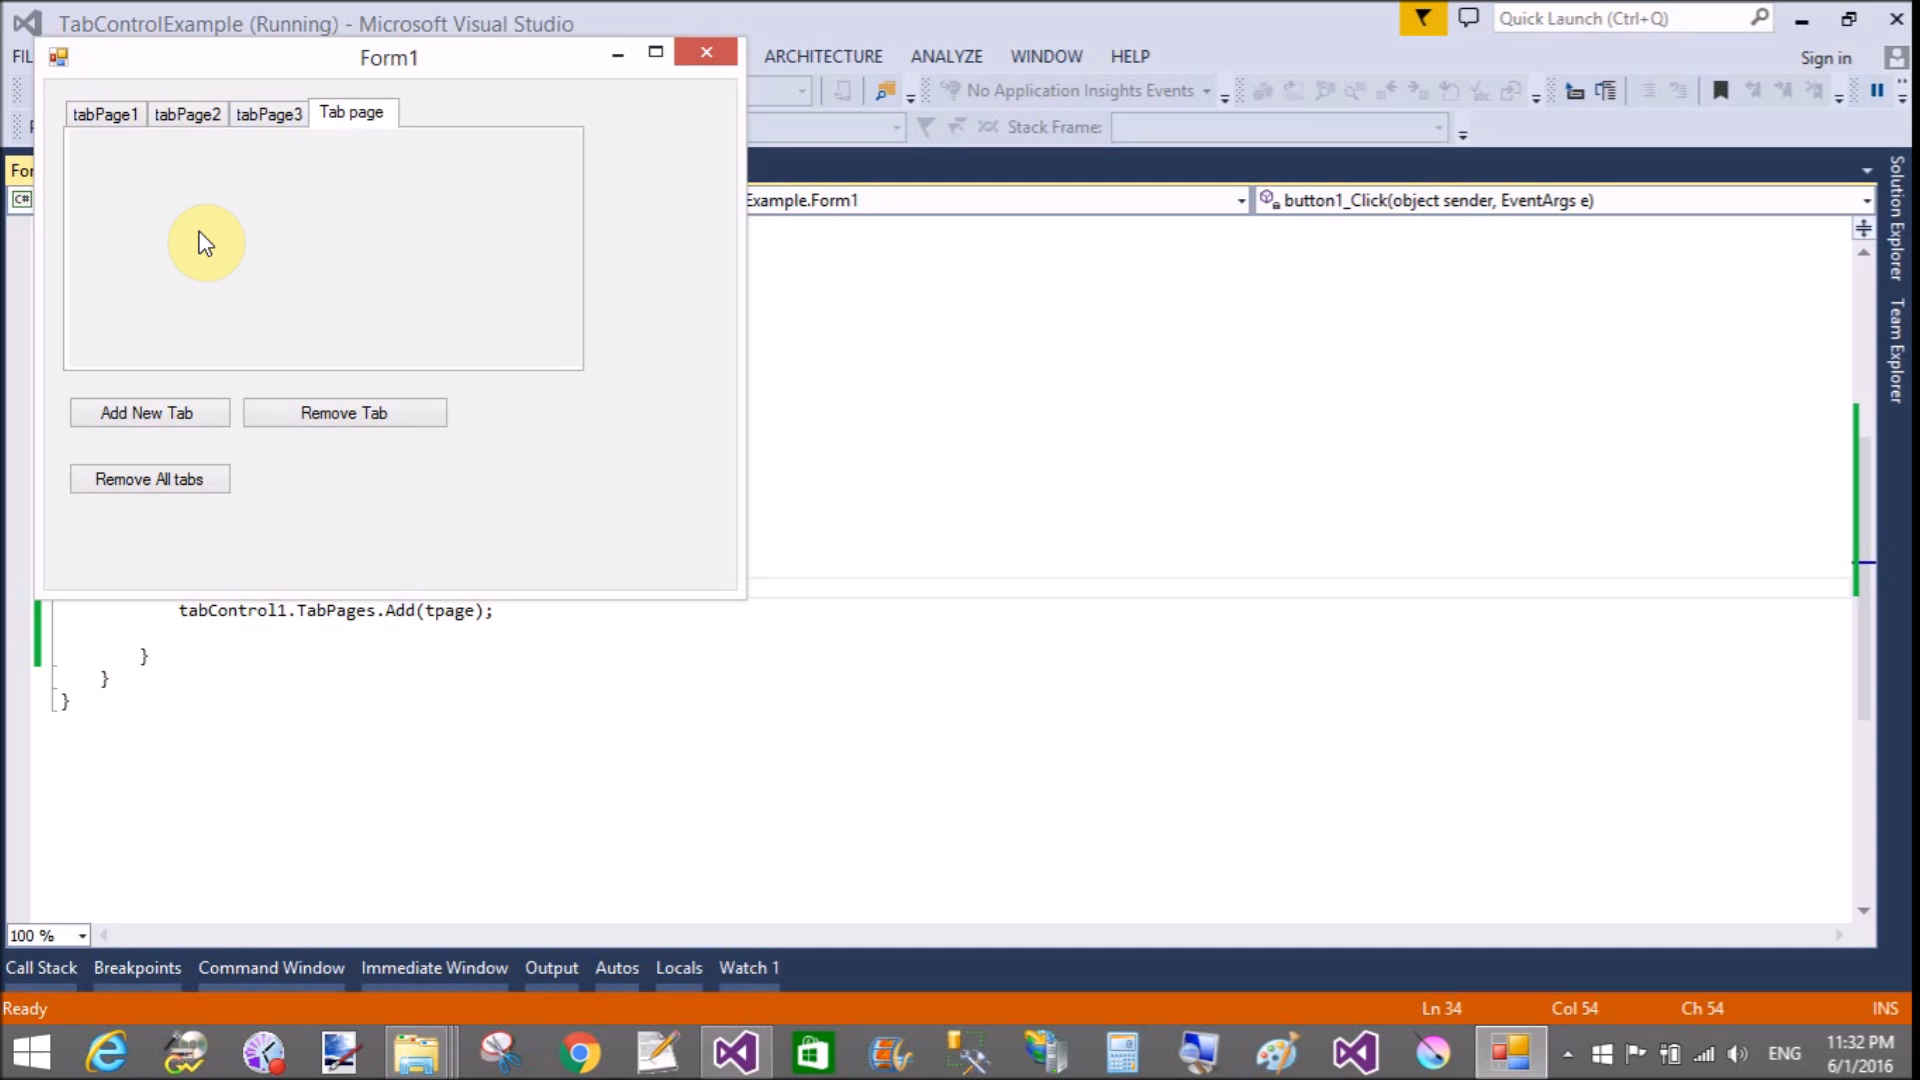 TabControlExample (Running) - Microsoft Visual Studio
Quick Launch (Ctrl+Q)
Form1
ARCHITECTURE ANALYZE WINDOW HELP
Sign in
No Application Insights Events
Stack Frame:
tabPage1 tabPage2 tabPage3 Tab page
C#
Example.Form1
button1_Click(object sender, EventArgs e)
Solution Explorer
Team Explorer
Add New Tab Remove Tab
Remove All tabs
tabControl1.TabPages.Add(tpage);
}
}
}
100 %
Call Stack Breakpoints Command Window Immediate Window Output Autos Locals Watch 1
Ready Ln 34 Col 54 Ch 54 INS
ENG
11:32 PM
6/1/2016